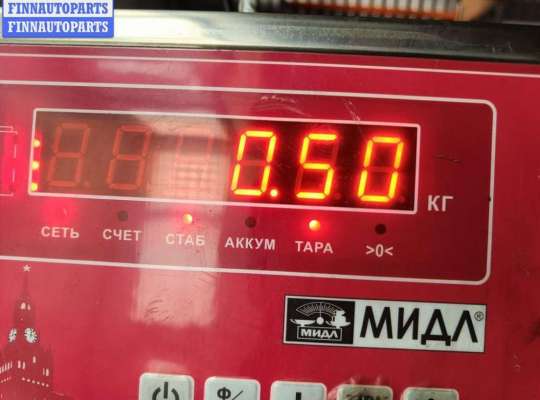 FINNAUTOPARTS
FINNAUTOPARTS
0.50
КГ
СЕТЬ СЧЕТ СТАБ АККУМ ТАРА >0<
МИДЛ МИДЛ®
Ф/